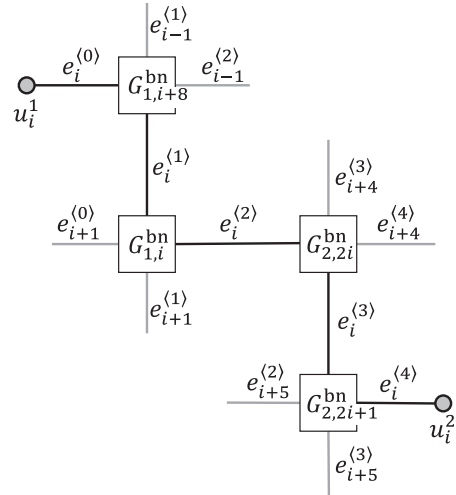 e_{i-1}^{⟨1⟩}
e_i^{⟨0⟩} G_{1,i+8}^{bn} e_{i-1}^{⟨2⟩}
u_i^1
e_i^{⟨1⟩} e_{i+4}^{⟨3⟩}
e_{i+1}^{⟨0⟩} G_{1,i}^{bn} e_i^{⟨2⟩} G_{2,2i}^{bn} e_{i+4}^{⟨4⟩}
e_{i+1}^{⟨1⟩} e_i^{⟨3⟩}
e_{i+5}^{⟨2⟩} G_{2,2i+1}^{bn} e_i^{⟨4⟩}
u_i^2
e_{i+5}^{⟨3⟩}